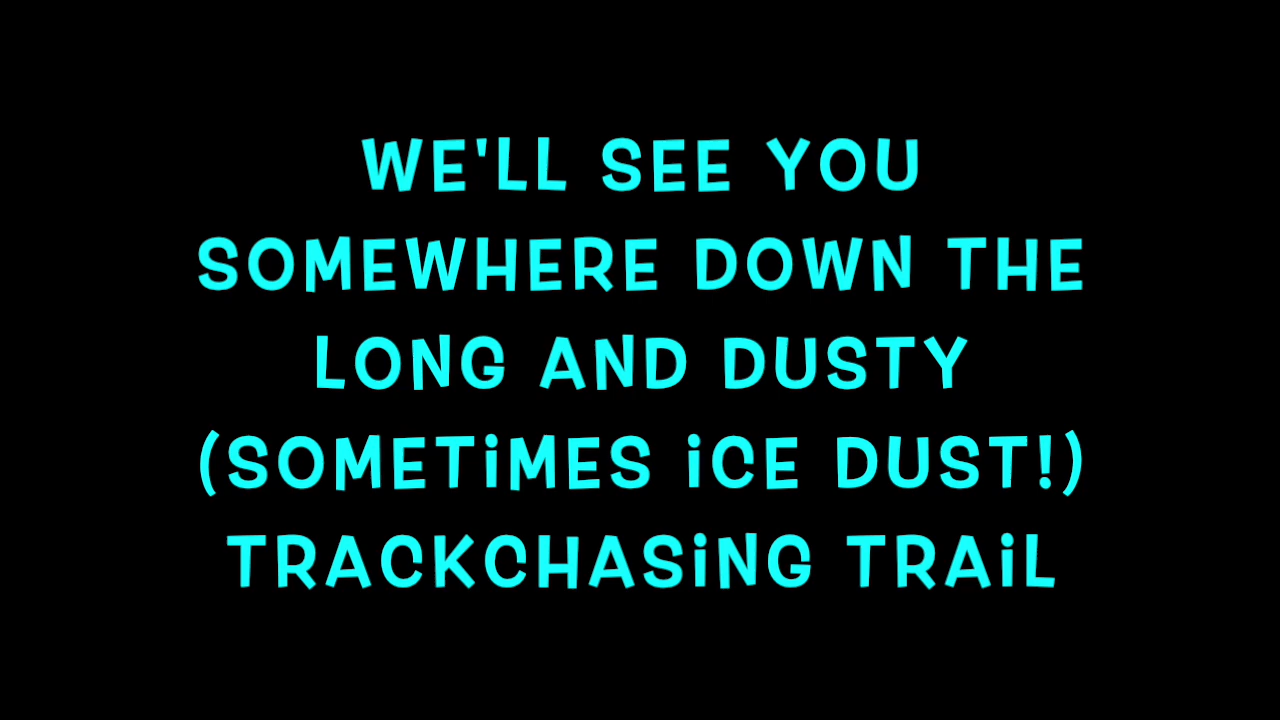 WE'LL SEE YOU
SOMEWHERE DOWN THE
LONG AND DUSTY
(SOMETiMES iCE DUST!)
TRACKCHASiNG TRAiL